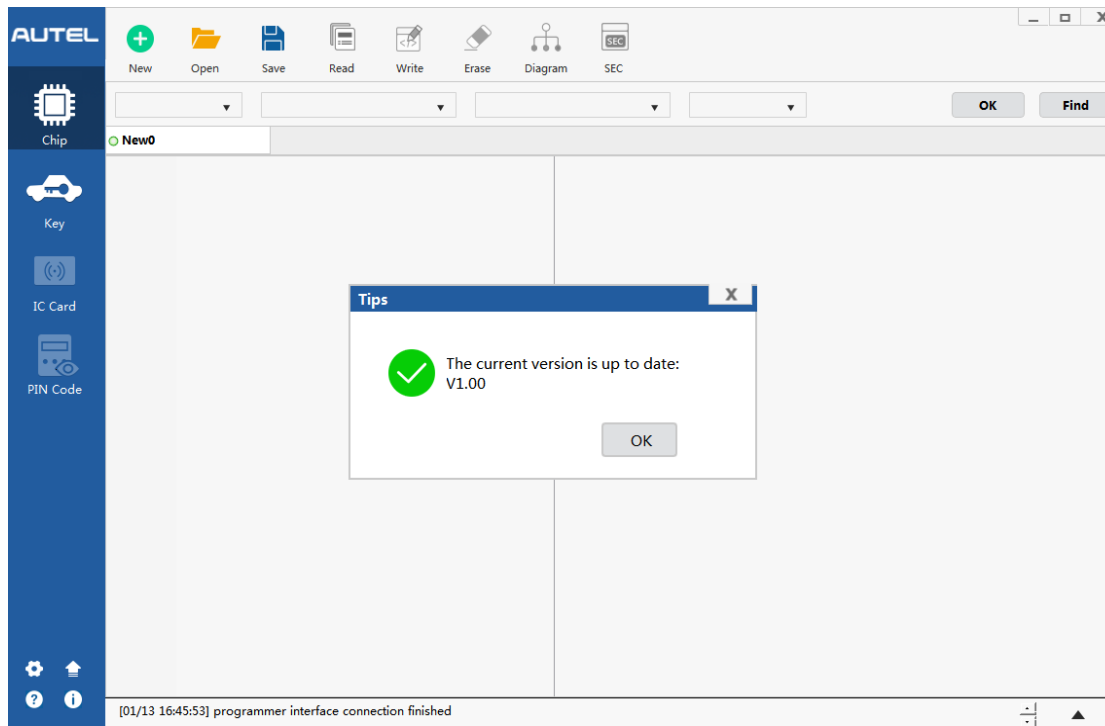 AUTEL
New Open Save Read Write Erase Diagram SEC
SEC
OK Find
Chip
New0
Key
IC Card
PIN Code
Tips
X
The current version is up to date:
V1.00
OK
[01/13 16:45:53] programmer interface connection finished